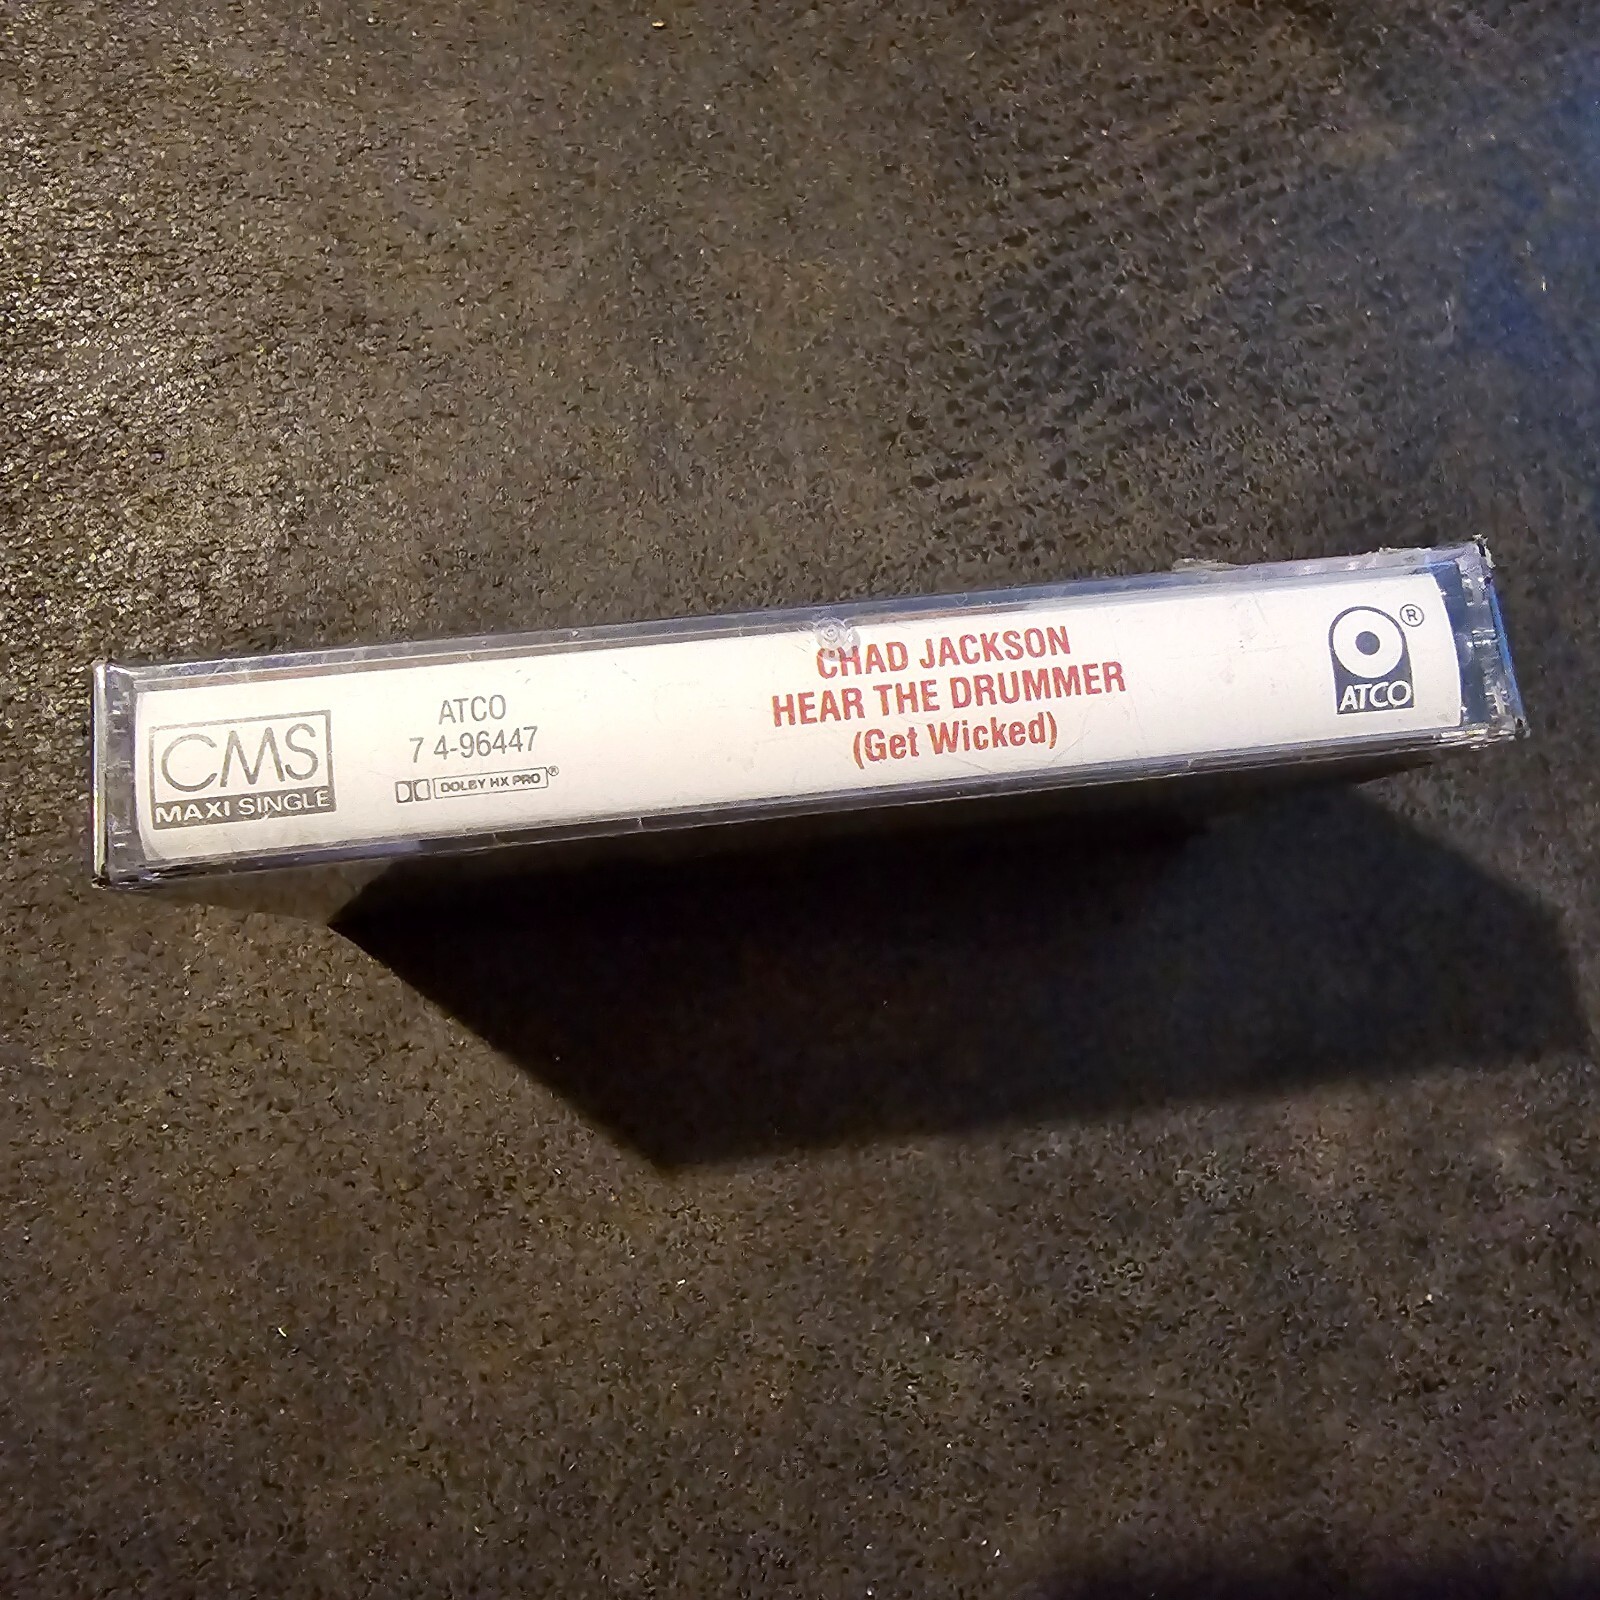 CMS
MAXI SINGLE
ATCO
7 4-96447
DOLBY HX PRO®
CHAD JACKSON
HEAR THE DRUMMER
(Get Wicked)
®
ATCO